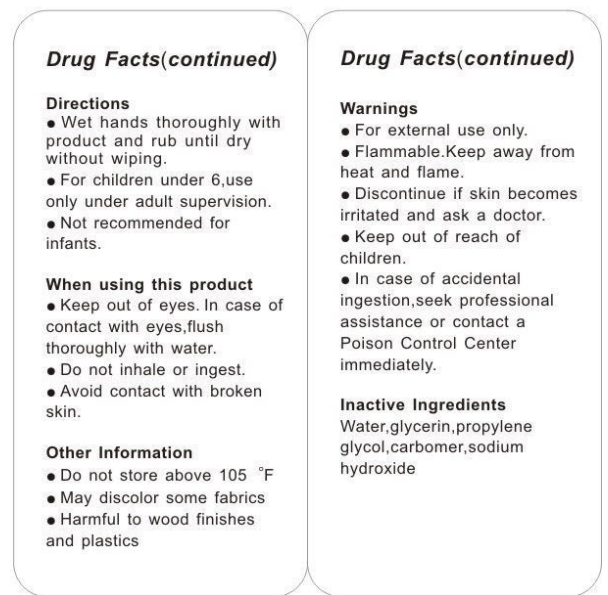 Drug Facts(continued)
Directions
● Wet hands thoroughly with
product and rub until dry
without wiping.
● For children under 6,use
only under adult supervision.
● Not recommended for
infants.
When using this product
● Keep out of eyes. In case of
contact with eyes,flush
thoroughly with water.
● Do not inhale or ingest.
● Avoid contact with broken
skin.
Other Information
● Do not store above 105 °F
● May discolor some fabrics
● Harmful to wood finishes
and plastics
Drug Facts(continued)
Warnings
● For external use only.
● Flammable.Keep away from
heat and flame.
● Discontinue if skin becomes
irritated and ask a doctor.
● Keep out of reach of
children.
● In case of accidental
ingestion,seek professional
assistance or contact a
Poison Control Center
immediately.
Inactive Ingredients
Water,glycerin,propylene
glycol,carbomer,sodium
hydroxide